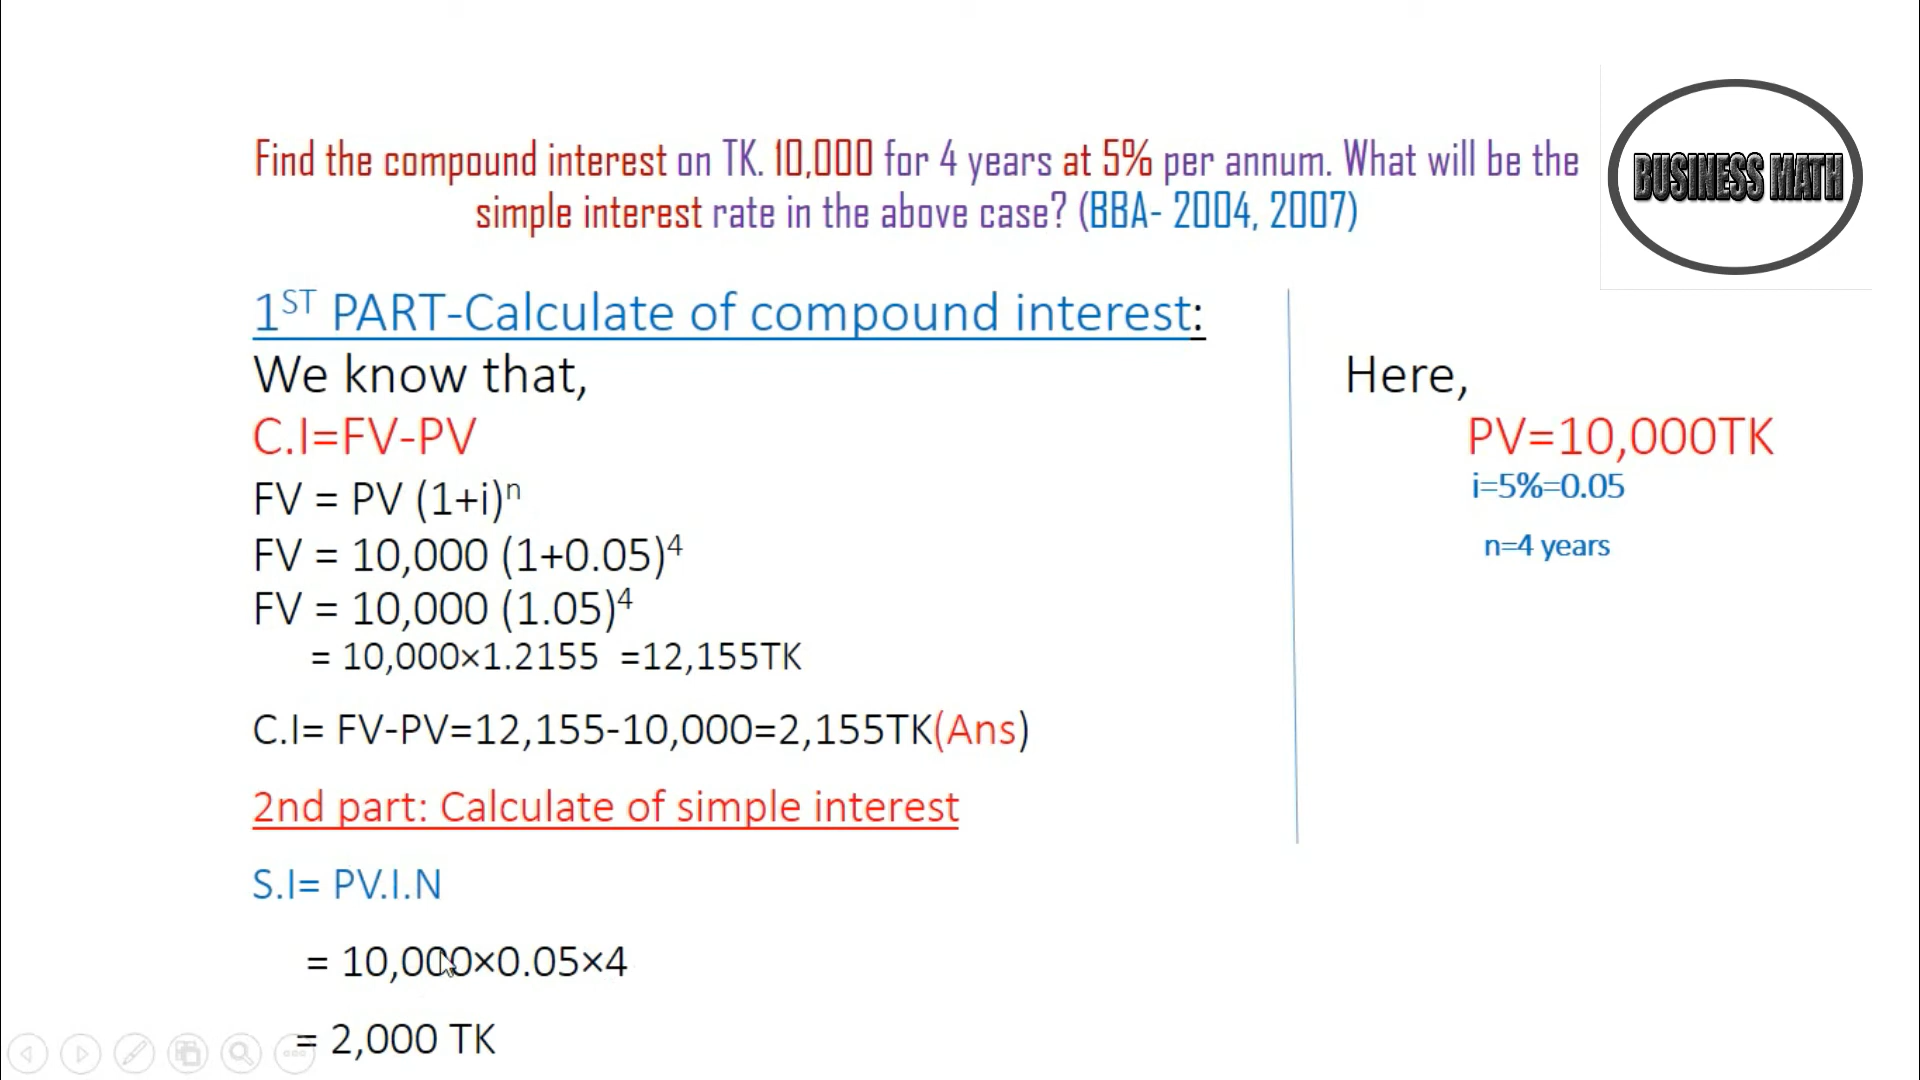 Find the compound interest on TK. 10,000 for 4 years at 5% per annum. What will be the
simple interest rate in the above case? (BBA- 2004, 2007)
BUSINESS MATH
1ST PART-Calculate of compound interest:
We know that,
C.I=FV-PV
FV = PV (1+i)ⁿ
FV = 10,000 (1+0.05)⁴
FV = 10,000 (1.05)⁴
= 10,000×1.2155 =12,155TK
C.I= FV-PV=12,155-10,000=2,155TK(Ans)
2nd part: Calculate of simple interest
S.I= PV.I.N
= 10,000×0.05×4
= 2,000 TK
Here,
PV=10,000TK
i=5%=0.05
n=4 years